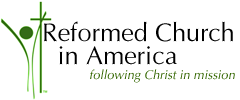 Reformed Church
in America
following Christ in mission